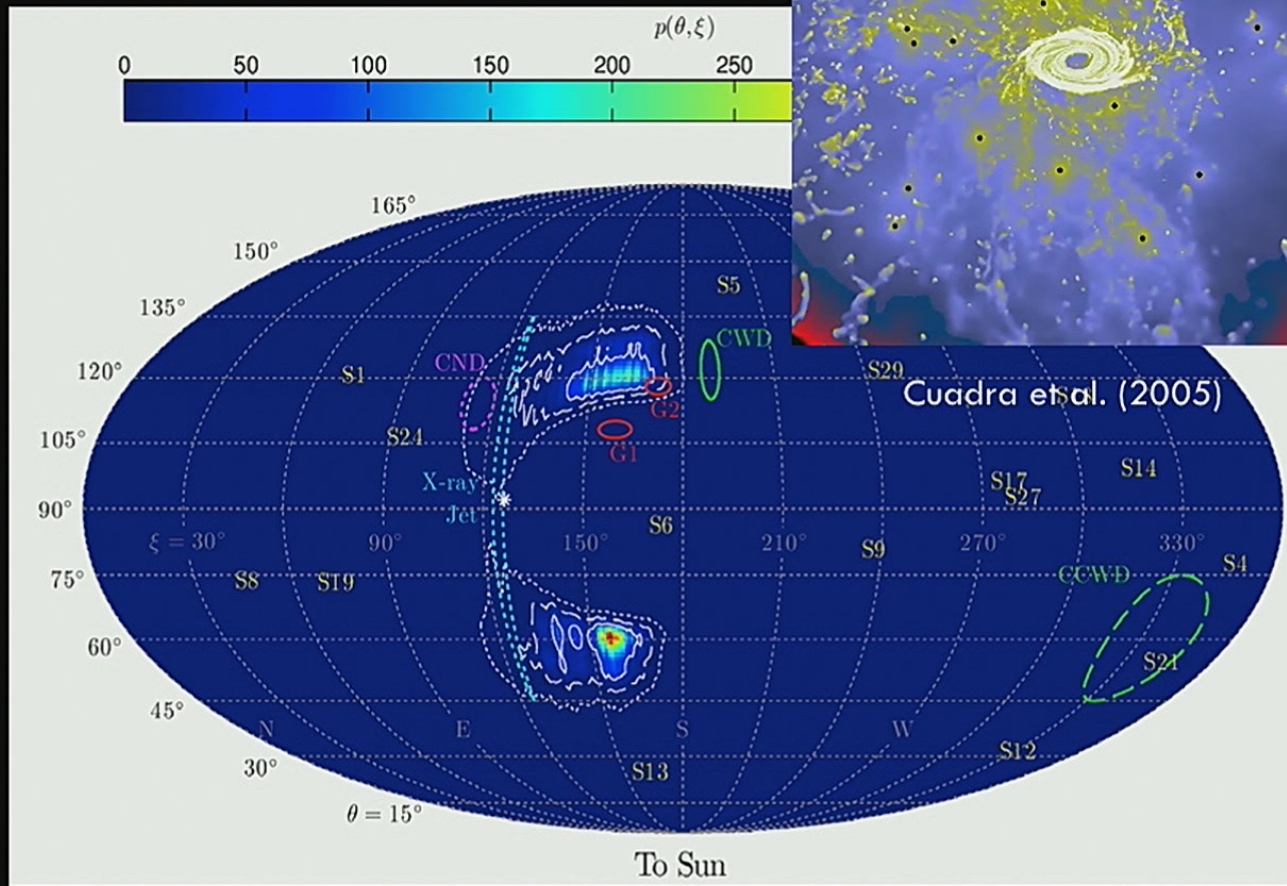 p(θ,ξ)
0 50 100 150 200 250
165°
150°
135°
120°
105°
90°
75°
60°
45°
30°
θ = 15°
S5
CWD
CND
S1
S29
Cuadra et al. (2005)
G2
S24
G1
X-ray
Jet
S17
S27
S14
S6
ξ = 30° 90° 150° 210° 270° 330°
S9
S4
S8 S19
CCWD
S21
N E S W
S12
S13
To Sun